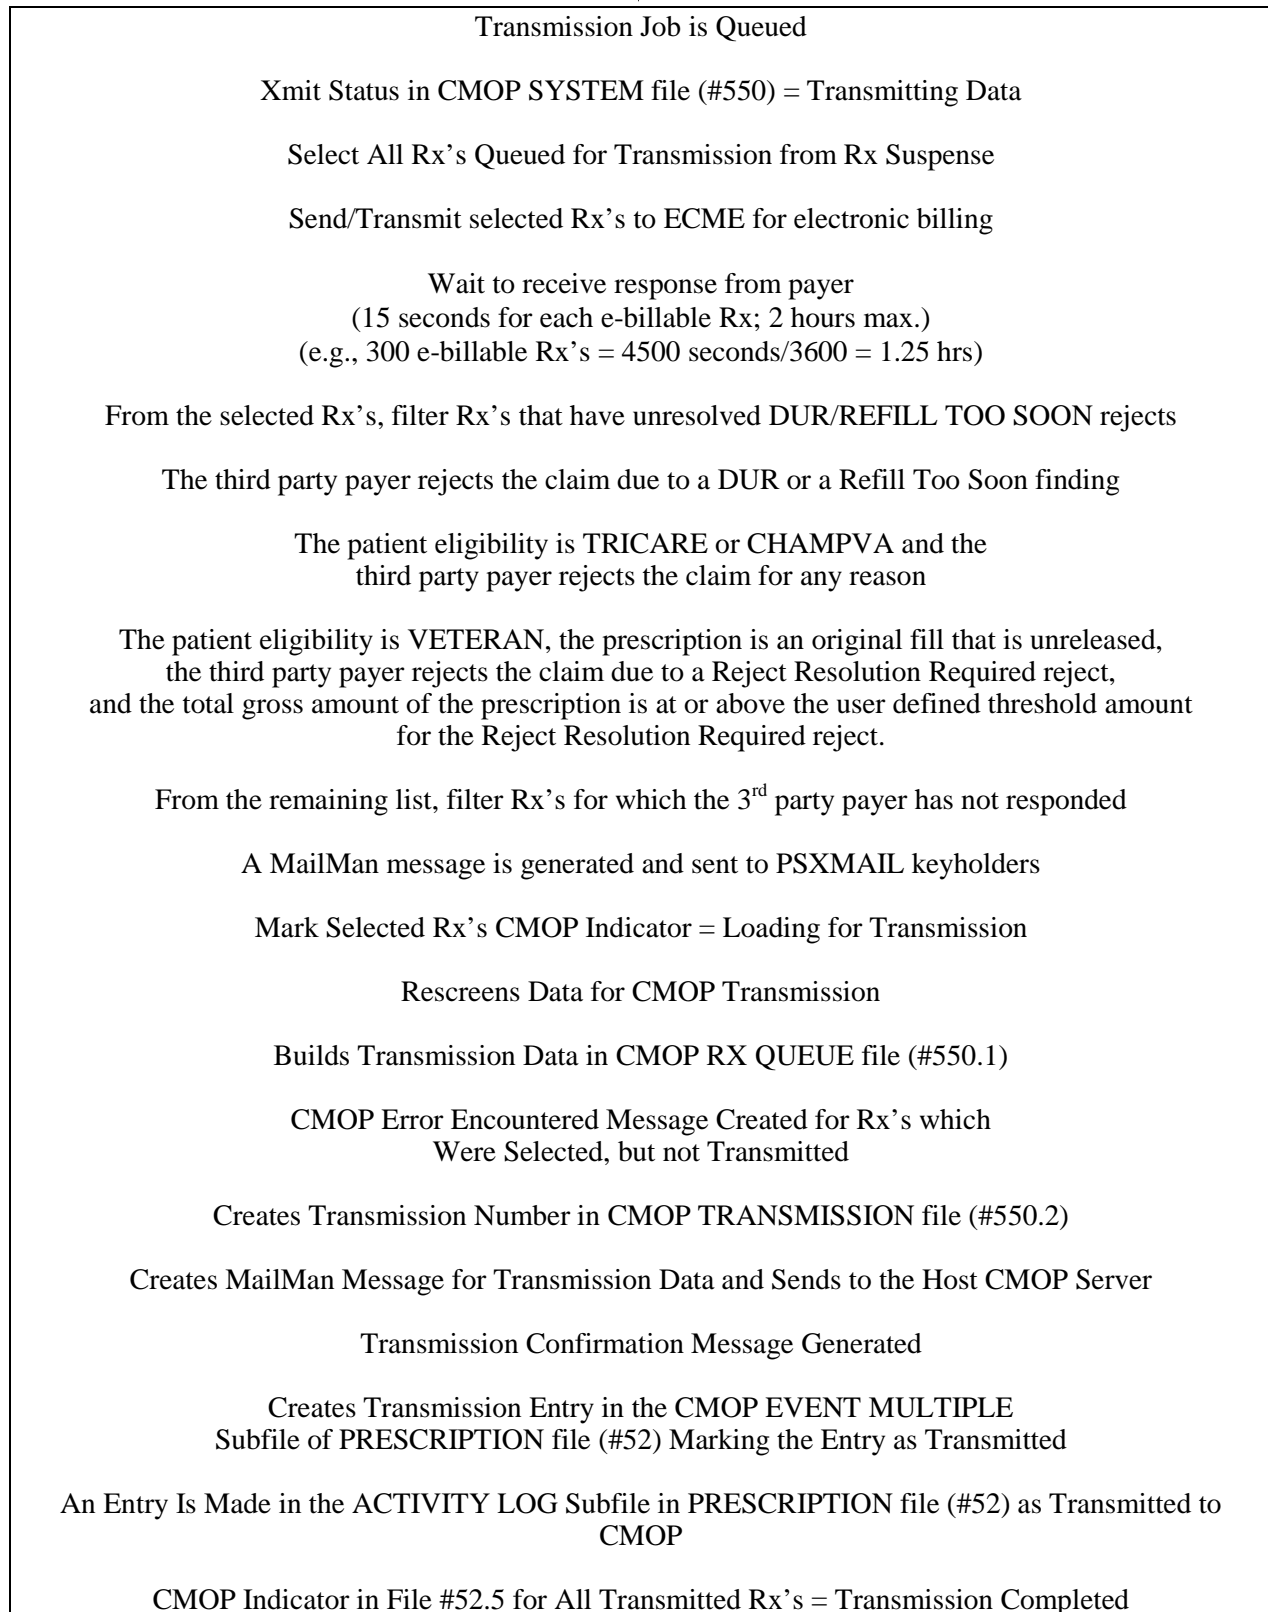 Transmission Job is Queued
Xmit Status in CMOP SYSTEM file (#550) = Transmitting Data
Select All Rx’s Queued for Transmission from Rx Suspense
Send/Transmit selected Rx’s to ECME for electronic billing
Wait to receive response from payer
(15 seconds for each e-billable Rx; 2 hours max.)
(e.g., 300 e-billable Rx’s = 4500 seconds/3600 = 1.25 hrs)
From the selected Rx’s, filter Rx’s that have unresolved DUR/REFILL TOO SOON rejects
The third party payer rejects the claim due to a DUR or a Refill Too Soon finding
The patient eligibility is TRICARE or CHAMPVA and the
third party payer rejects the claim for any reason
The patient eligibility is VETERAN, the prescription is an original fill that is unreleased,
the third party payer rejects the claim due to a Reject Resolution Required reject,
and the total gross amount of the prescription is at or above the user defined threshold amount
for the Reject Resolution Required reject.
From the remaining list, filter Rx’s for which the 3rd party payer has not responded
A MailMan message is generated and sent to PSXMAIL keyholders
Mark Selected Rx’s CMOP Indicator = Loading for Transmission
Rescreens Data for CMOP Transmission
Builds Transmission Data in CMOP RX QUEUE file (#550.1)
CMOP Error Encountered Message Created for Rx’s which
Were Selected, but not Transmitted
Creates Transmission Number in CMOP TRANSMISSION file (#550.2)
Creates MailMan Message for Transmission Data and Sends to the Host CMOP Server
Transmission Confirmation Message Generated
Creates Transmission Entry in the CMOP EVENT MULTIPLE
Subfile of PRESCRIPTION file (#52) Marking the Entry as Transmitted
An Entry Is Made in the ACTIVITY LOG Subfile in PRESCRIPTION file (#52) as Transmitted to
CMOP
CMOP Indicator in File #52.5 for All Transmitted Rx’s = Transmission Completed